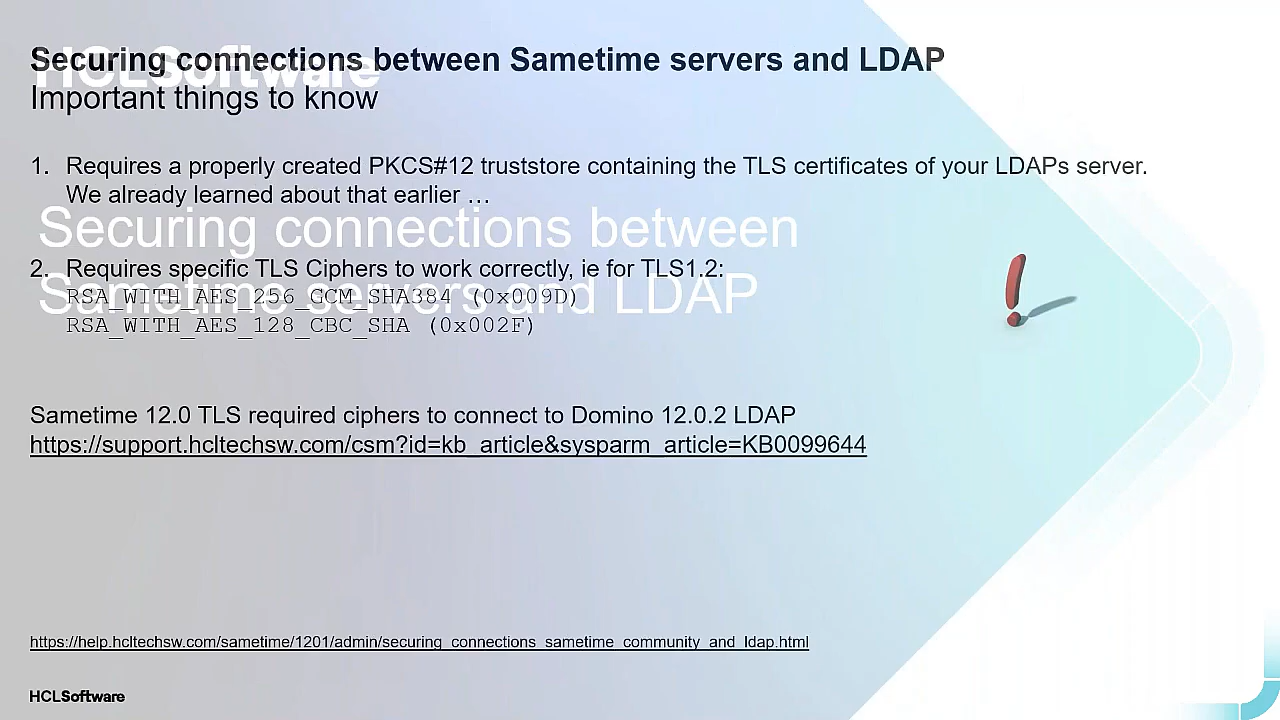 Securing connections between Sametime servers and LDAP
HCLSoftware
Important things to know
1. Requires a properly created PKCS#12 truststore containing the TLS certificates of your LDAPs server.
We already learned about that earlier …
Securing connections between
Sametime servers and LDAP
2. Requires specific TLS Ciphers to work correctly, ie for TLS1.2:
RSA_WITH_AES_256_GCM_SHA384 (0x009D)
RSA_WITH_AES_128_CBC_SHA (0x002F)
Sametime 12.0 TLS required ciphers to connect to Domino 12.0.2 LDAP
https://support.hcltechsw.com/csm?id=kb_article&sysparm_article=KB0099644
https://help.hcltechsw.com/sametime/1201/admin/securing_connections_sametime_community_and_ldap.html
HCLSoftware